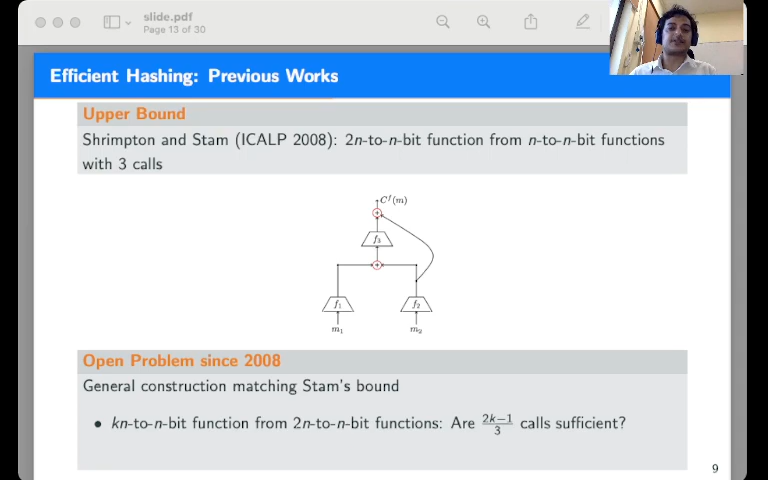 slide.pdf
Page 13 of 30
Efficient Hashing: Previous Works
Upper Bound
Shrimpton and Stam (ICALP 2008): 2n-to-n-bit function from n-to-n-bit functions
with 3 calls
C^f(m)
f₃
f₁ f₂
m₁ m₂
Open Problem since 2008
General construction matching Stam's bound
• kn-to-n-bit function from 2n-to-n-bit functions: Are (2k−1)/3 calls sufficient?
9